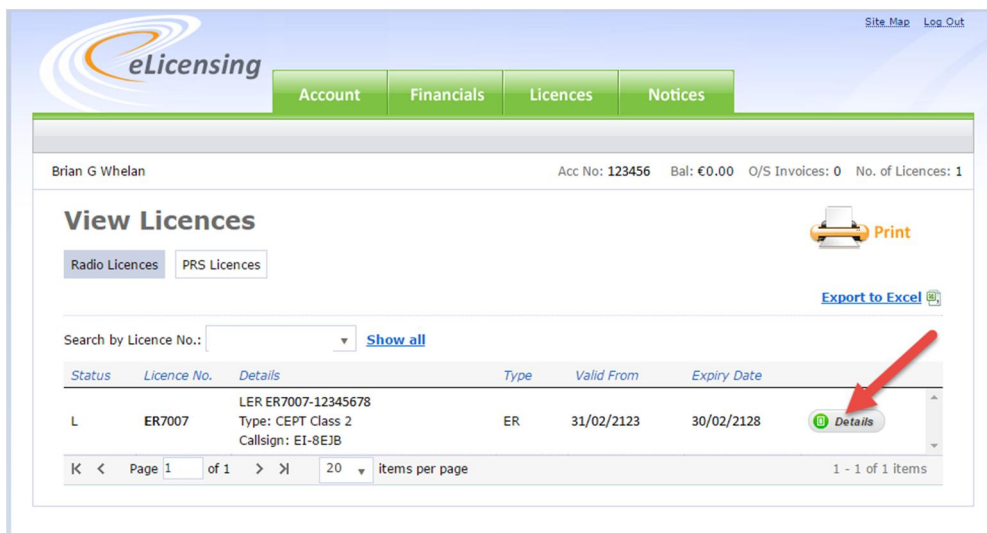 Site Map Log Out
eLicensing
Account Financials Licences Notices
Brian G Whelan Acc No: 123456 Bal: €0.00 O/S Invoices: 0 No. of Licences: 1
View Licences
Print
Radio Licences PRS Licences
Export to Excel
Search by Licence No.: Show all
Status Licence No. Details Type Valid From Expiry Date
LER ER7007-12345678
L ER7007 Type: CEPT Class 2 ER 31/02/2123 30/02/2128 Details
Callsign: EI-8EJB
Page 1 of 1 20 items per page 1 - 1 of 1 items